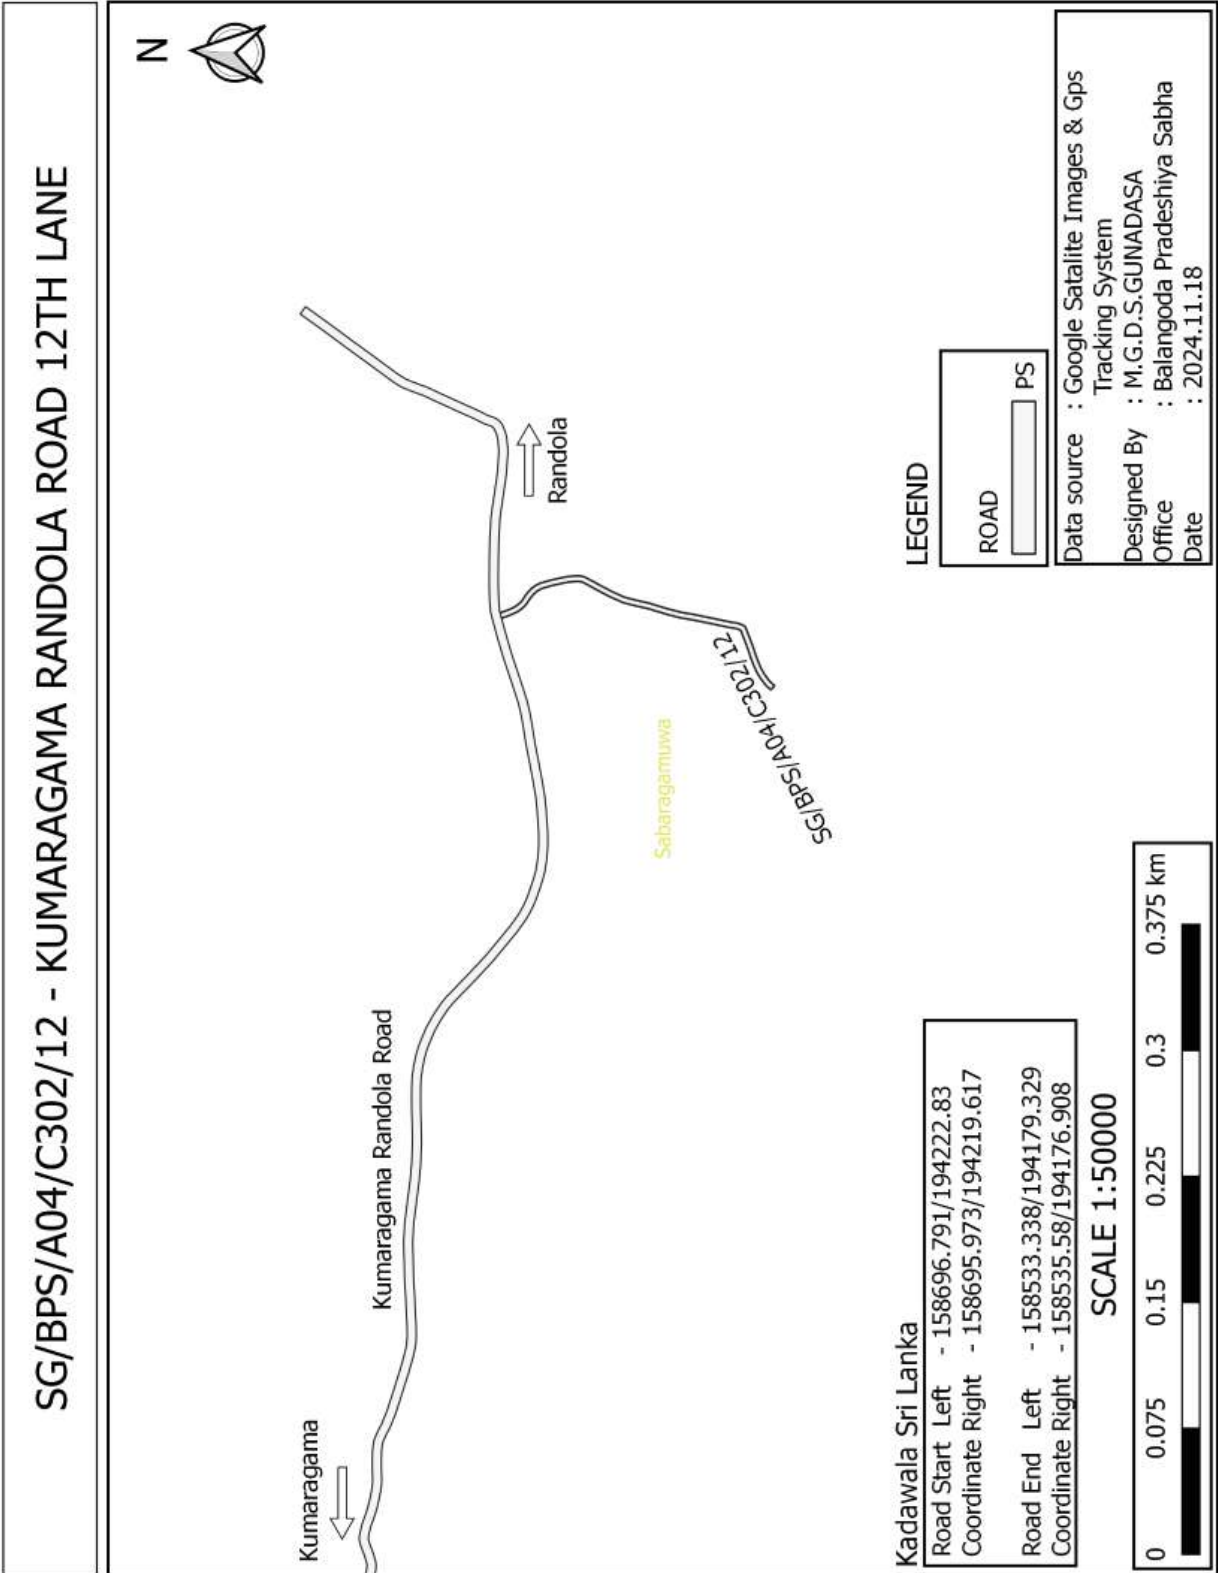 SG/BPS/A04/C302/12 - KUMARAGAMA RANDOLA ROAD 12TH LANE
N
Kumaragama
Kumaragama Randola Road
Randola
Sabaragamuwa
SG/BPS/A04/C302/12
Kadawala Sri Lanka
Road Start Left - 158696.791/194222.83
Coordinate Right - 158695.973/194219.617
Road End Left - 158533.338/194179.329
Coordinate Right - 158535.58/194176.908
SCALE 1:50000
0 0.075 0.15 0.225 0.3 0.375 km
LEGEND
ROAD
PS
Data source : Google Satalite Images & Gps
Tracking System
Designed By : M.G.D.S.GUNADASA
Office : Balangoda Pradeshiya Sabha
Date : 2024.11.18